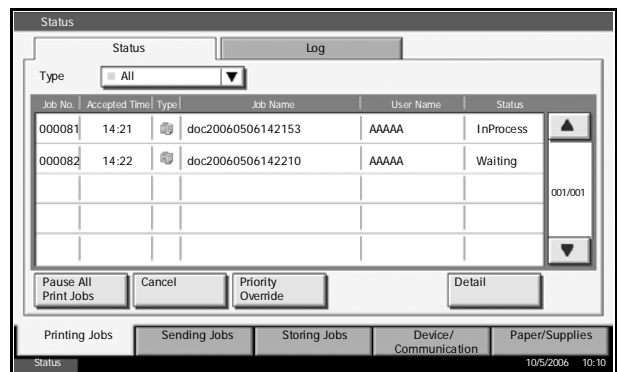 Status
Status Log
Type All
Job No. Accepted Time Type Job Name User Name Status
000081 14:21 doc20060506142153 AAAAA InProcess
000082 14:22 doc20060506142210 AAAAA Waiting
001/001
Pause All Cancel Priority Detail
Print Jobs Override
Printing Jobs Sending Jobs Storing Jobs Device/ Paper/Supplies
Communication
Status 10/5/2006 10:10